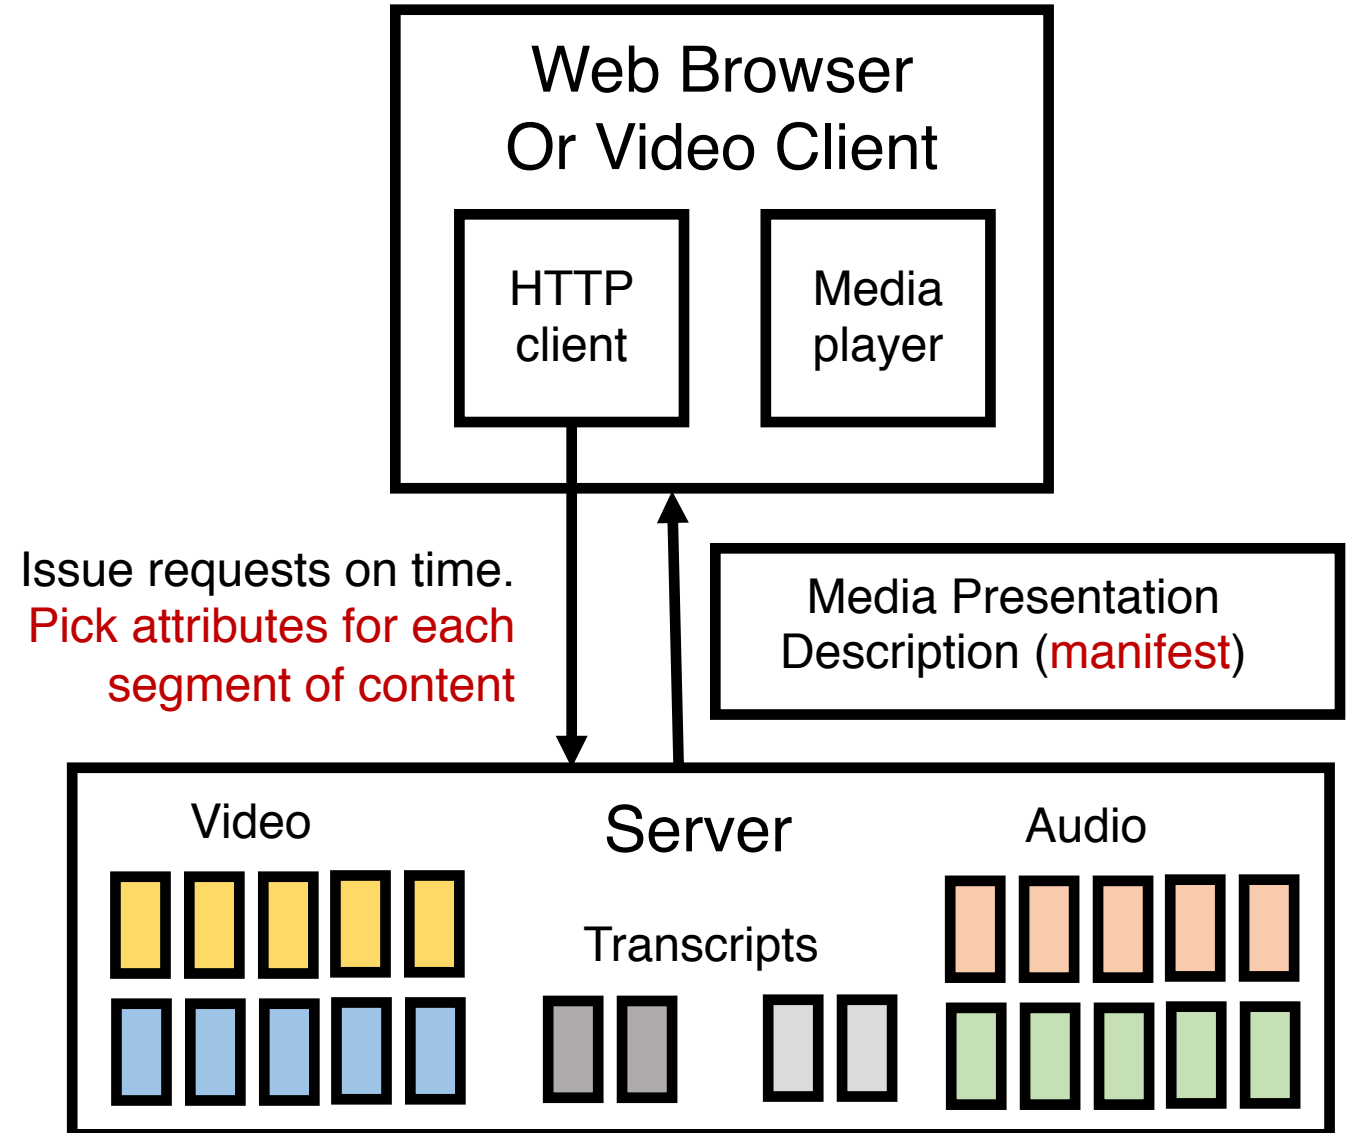 Web Browser
Or Video Client
HTTP
client
Media
player
Issue requests on time.
Pick attributes for each
segment of content
Media Presentation
Description (manifest)
Video
Server
Audio
Transcripts